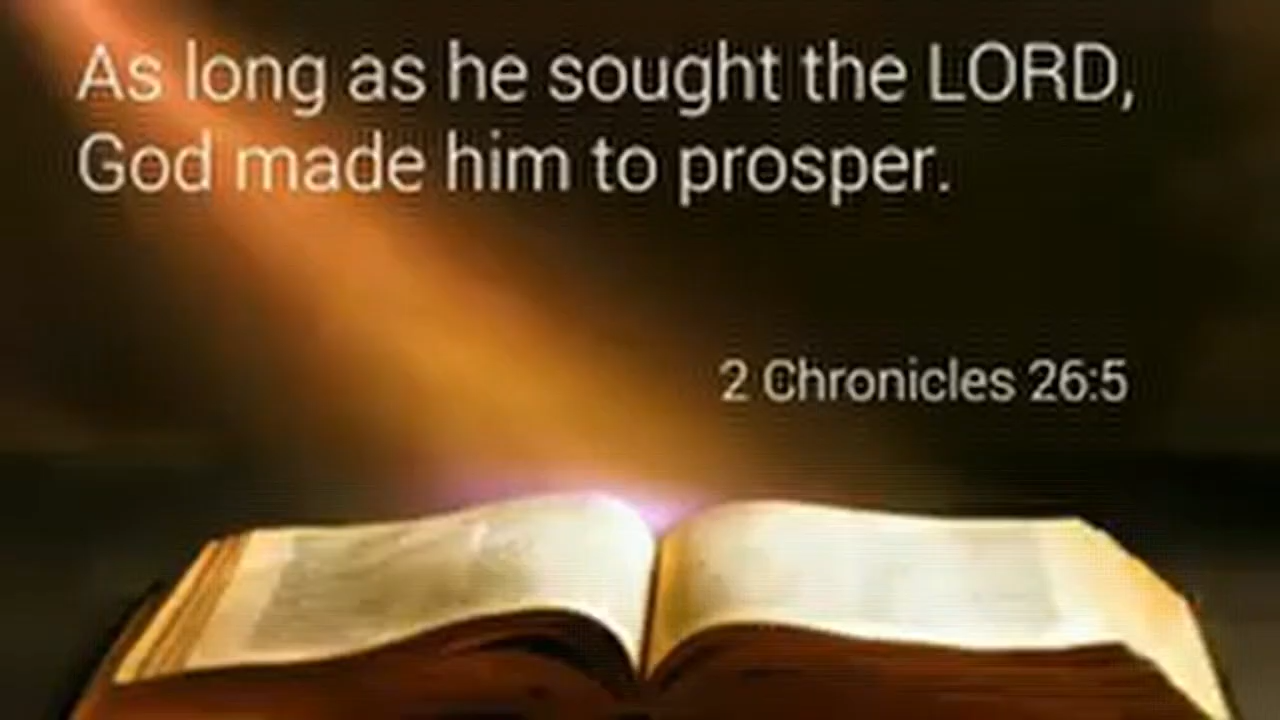 As long as he sought the LORD,
God made him to prosper.
2 Chronicles 26:5